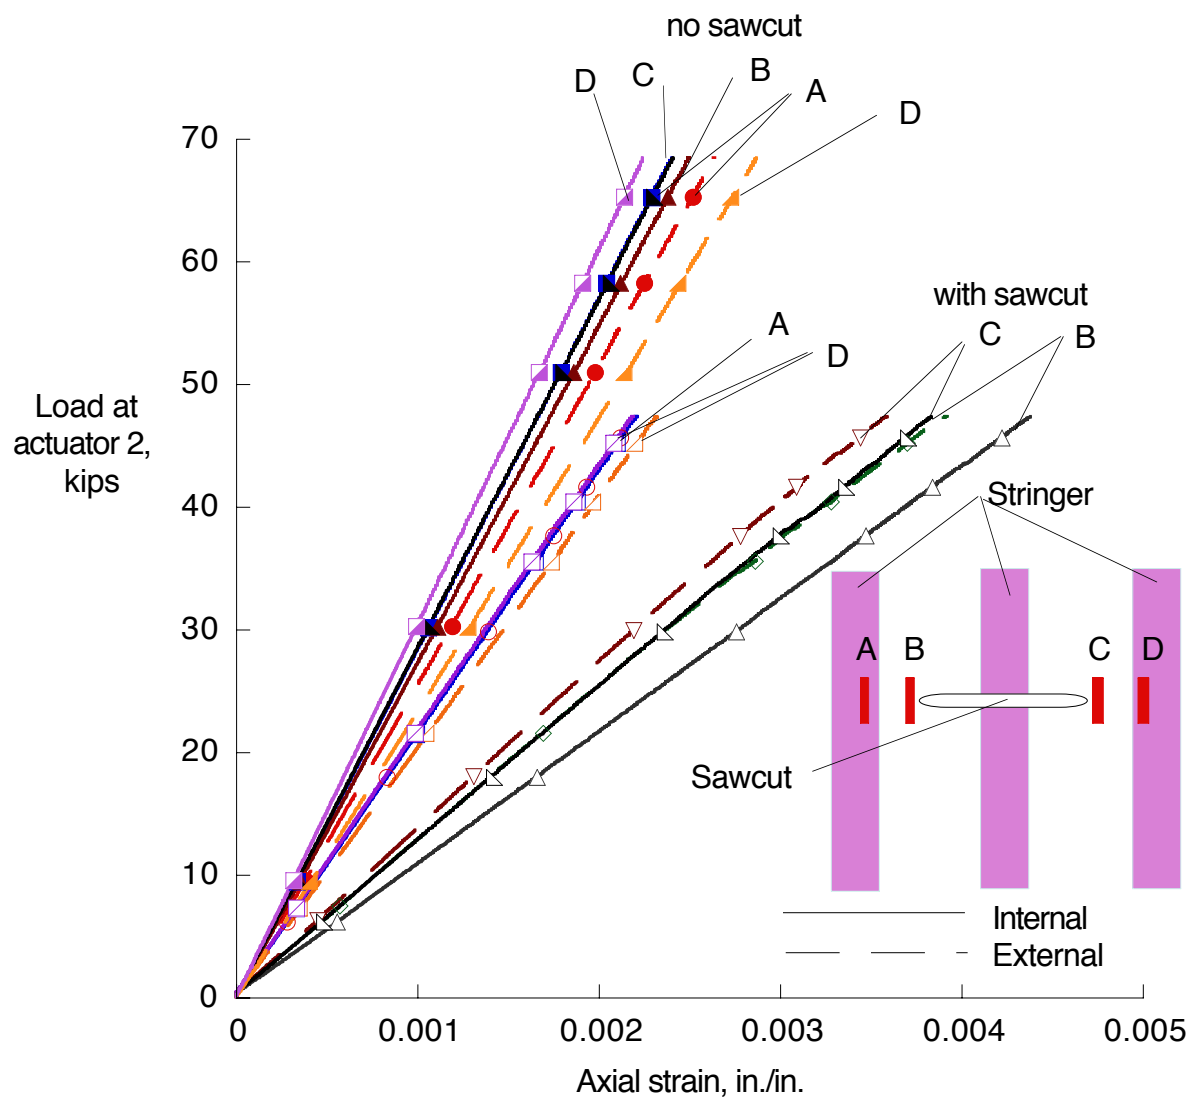 no sawcut
D
C
B
A
D
70
60
50
40
30
20
10
0
Load at
actuator 2,
kips
with sawcut
A
D
C
B
Stringer
A
B
C
D
Sawcut
Internal
External
0
0.001
0.002
0.003
0.004
0.005
Axial strain, in./in.